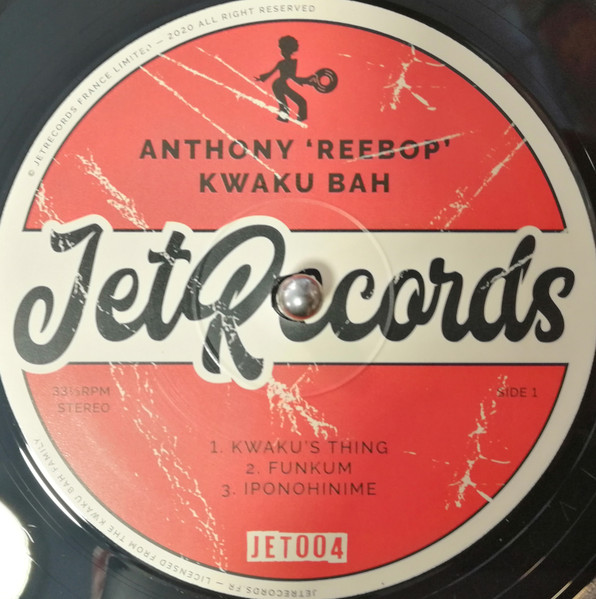 © JETRECORDS FRANCE LIMITED — 2020 ALL RIGHT RESERVED
ANTHONY ‘REEBOP’
KWAKU BAH
JetRecords
33⅓RPM
STEREO
SIDE 1
1. KWAKU'S THING
2. FUNKUM
3. IPONOHINIME
JET004
JETRECORDS.FR — LICENSED FROM THE KWAKU BAH FAMILY